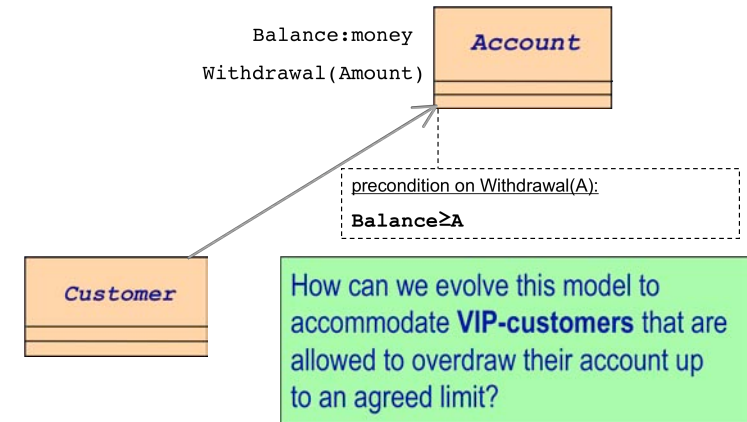 Balance:money
Account
Withdrawal(Amount)
precondition on Withdrawal(A):
Balance≥A
Customer
How can we evolve this model to
accommodate VIP-customers that are
allowed to overdraw their account up
to an agreed limit?